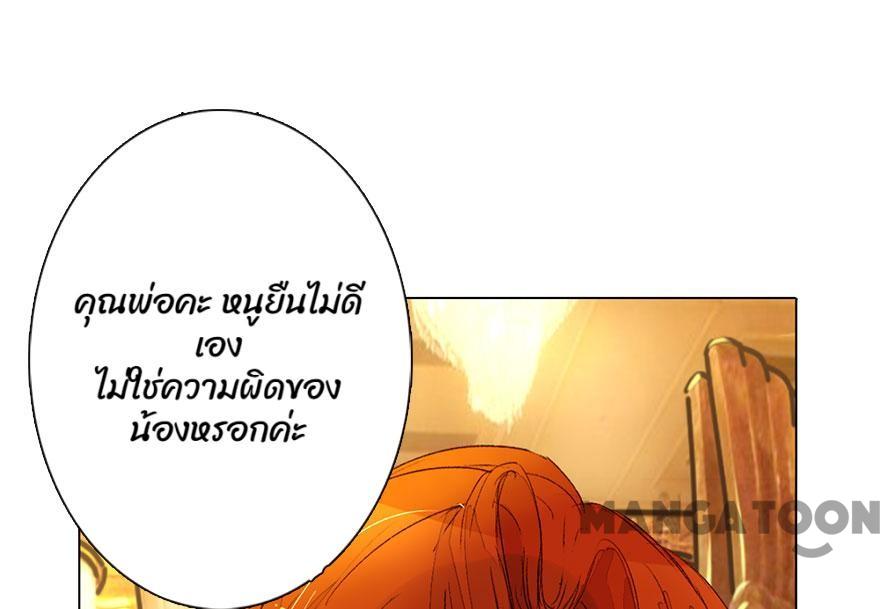 คุณพ่อคะ หนูยืนไม่ดี
เอง
ไม่ใช่ความผิดของ
น้องหรอกค่ะ
MANGATOON